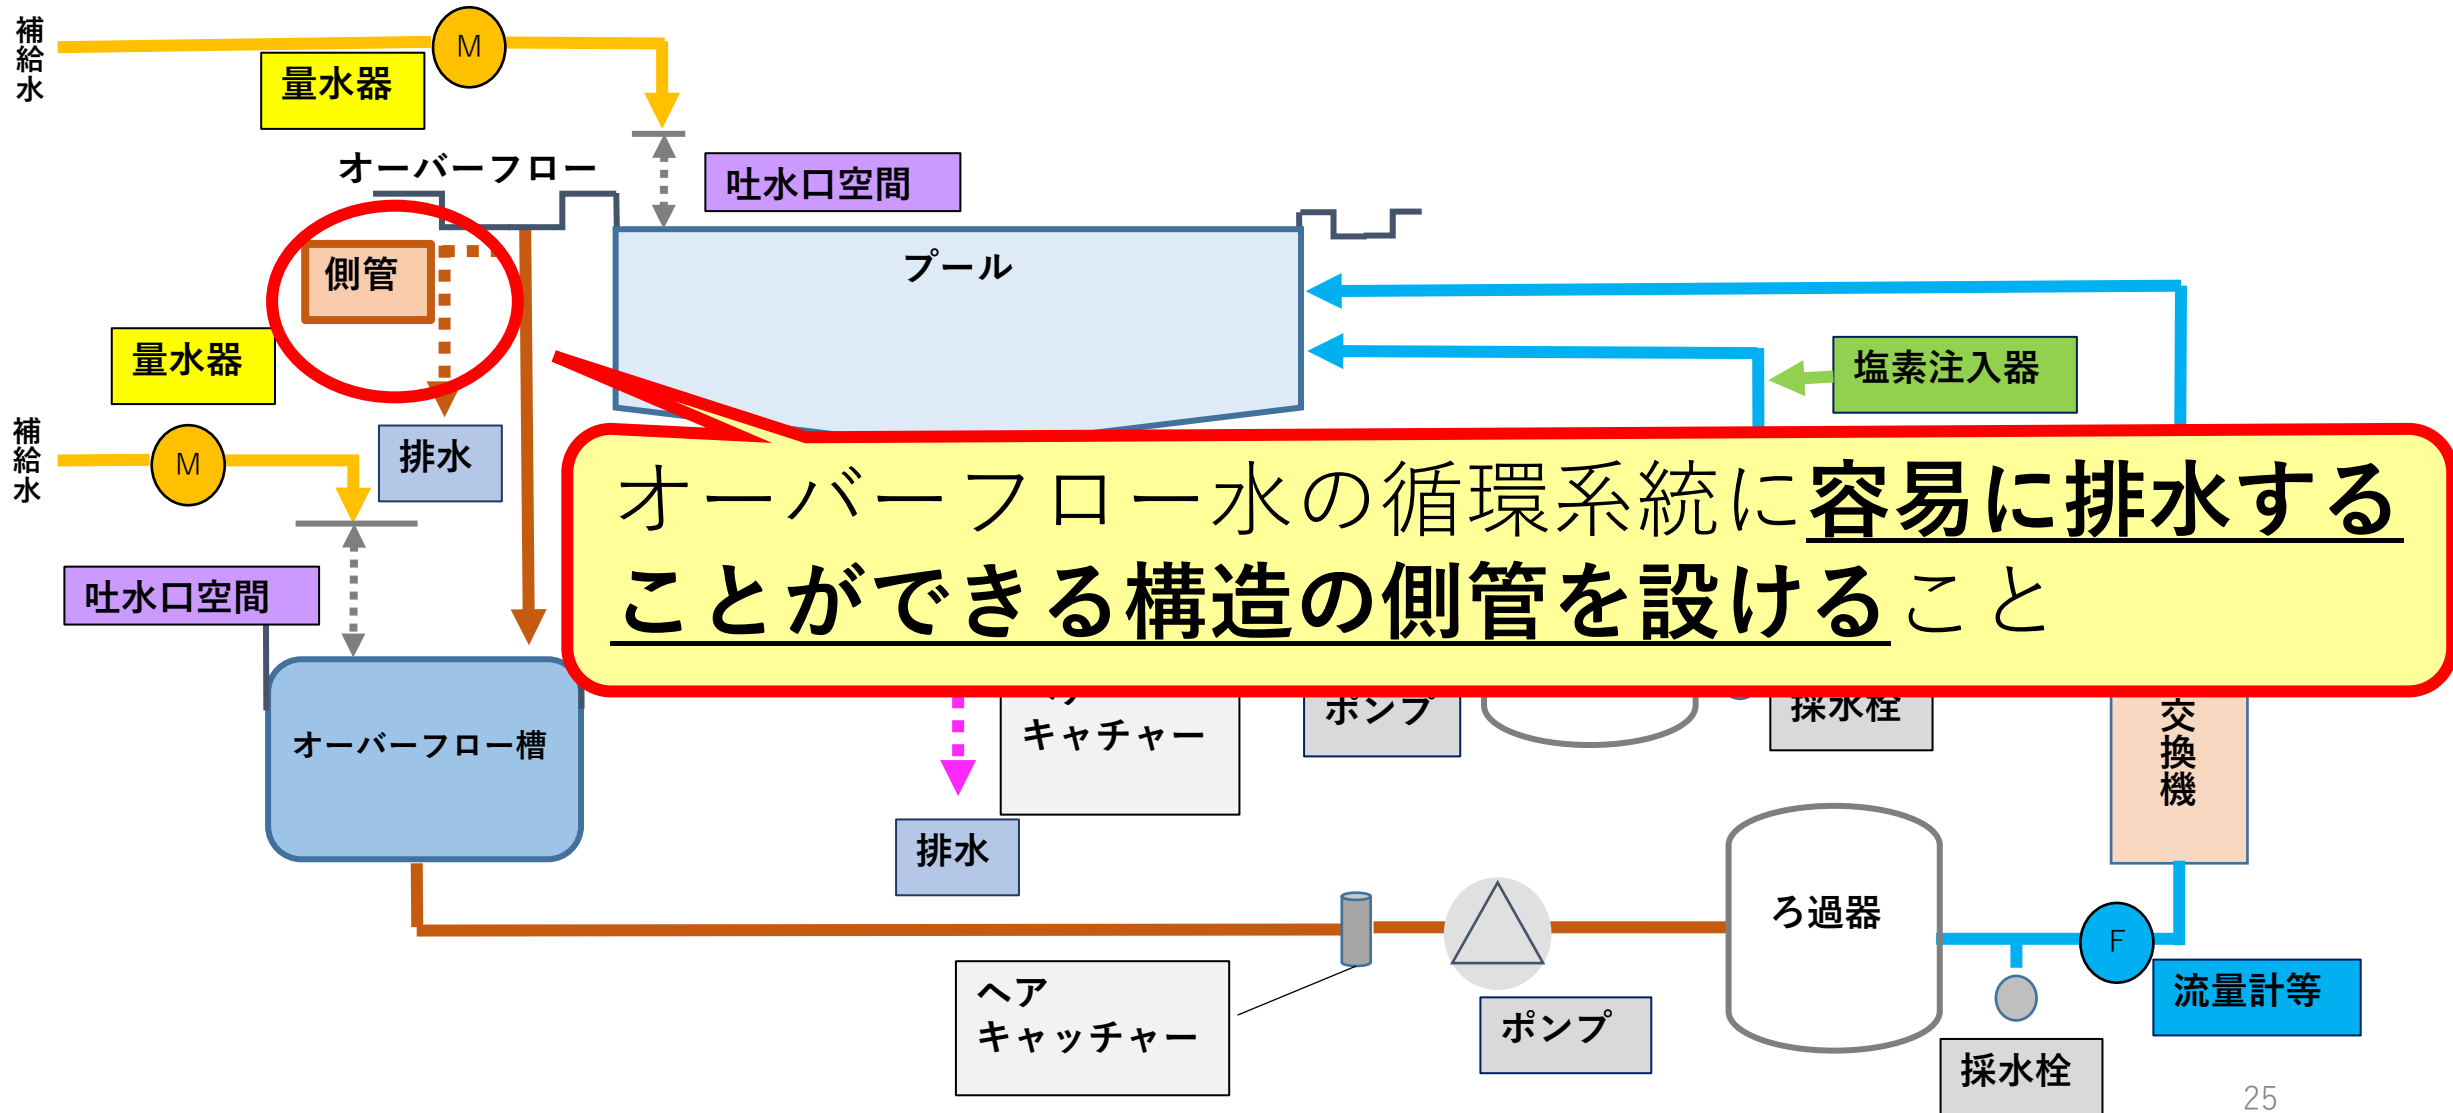 補給水
量水器
M
オーバーフロー
吐水口空間
側管
プール
量水器
塩素注入器
補給水
M
排水
オーバーフロー水の循環系統に容易に排水する
ことができる構造の側管を設けること
吐水口空間
キャチャー
ポンプ
採水栓
交換機
オーバーフロー槽
排水
ろ過器
F
ヘア
キャッチャー
流量計等
ポンプ
採水栓
25